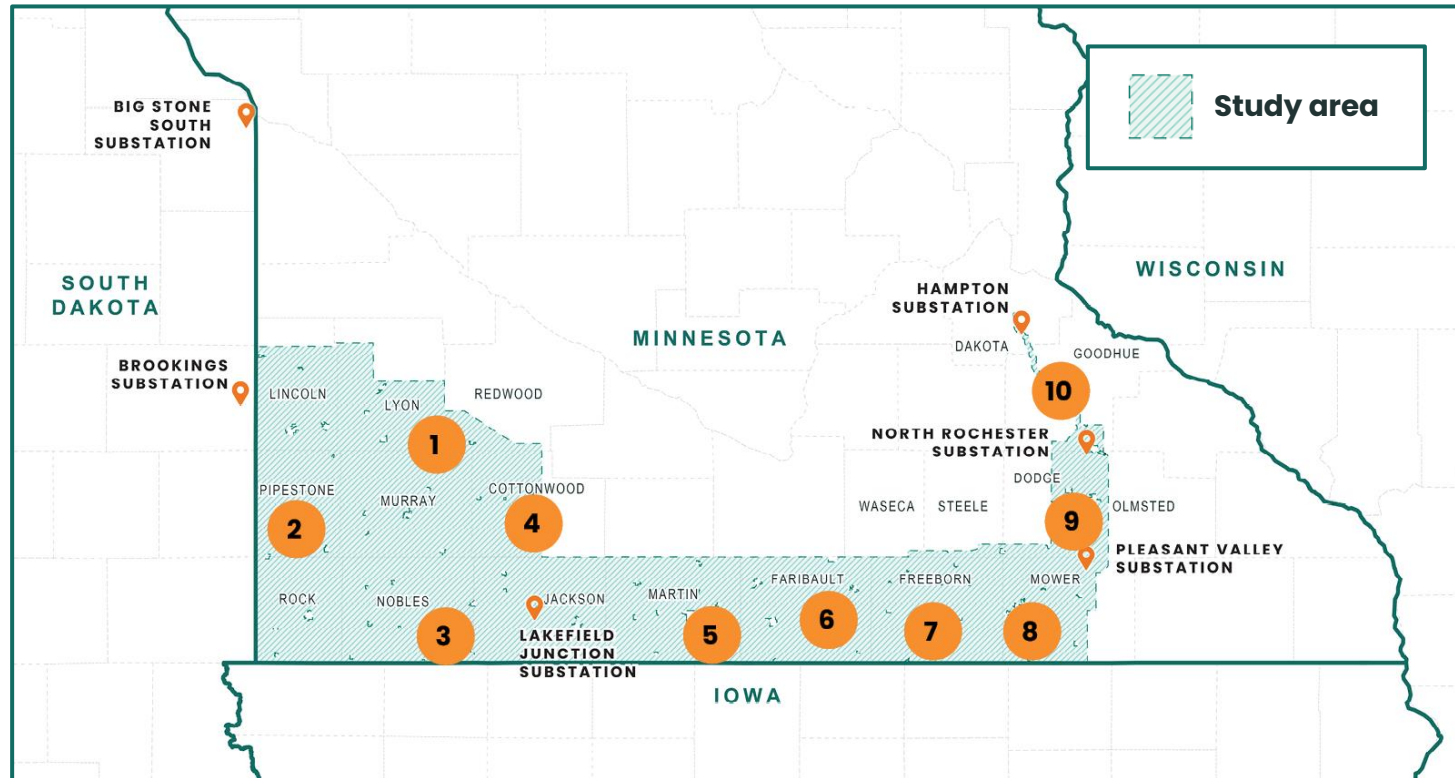 Study area
BIG STONE
SOUTH
SUBSTATION
SOUTH
DAKOTA
WISCONSIN
HAMPTON
SUBSTATION
MINNESOTA
DAKOTA
GOODHUE
BROOKINGS
SUBSTATION
LINCOLN
LYON
REDWOOD
10
1
NORTH ROCHESTER
SUBSTATION
DODGE
PIPESTONE
MURRAY
COTTONWOOD
WASECA
STEELE
OLMSTED
2
4
9
PLEASANT VALLEY
SUBSTATION
ROCK
NOBLES
JACKSON
MARTIN
FARIBAULT
FREEBORN
MOWER
3
LAKEFIELD
JUNCTION
SUBSTATION
5
6
7
8
IOWA